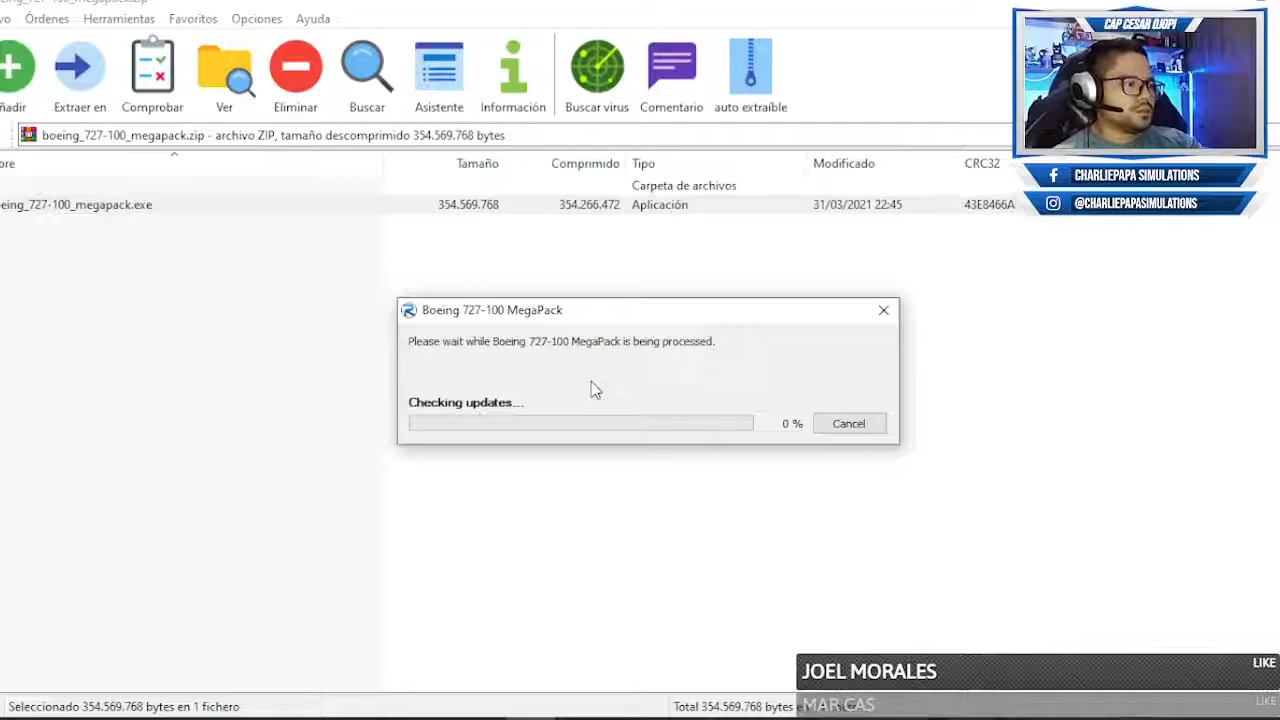 Órdenes Herramientas Favoritos Opciones Ayuda
Extraer en Comprobar Ver Eliminar Buscar Asistente Información Buscar virus Comentario auto extraíble
boeing_727-100_megapack.zip - archivo ZIP, tamaño descomprimido 354.569.768 bytes
Tamaño Comprimido Tipo Modificado CRC32
Carpeta de archivos
eing_727-100_megapack.exe 354.569.768 354.266.472 Aplicación 31/03/2021 22:45 43E8466A
CAP CESAR OJOPI
CHARLIEPAPA SIMULATIONS
@CHARLIEPAPASIMULATIONS
Boeing 727-100 MegaPack
Please wait while Boeing 727-100 MegaPack is being processed.
Checking updates...
0 % Cancel
JOEL MORALES LIKE
MAR CAS LIKE
Seleccionado 354.569.768 bytes en 1 fichero Total 354.569.768 bytes e